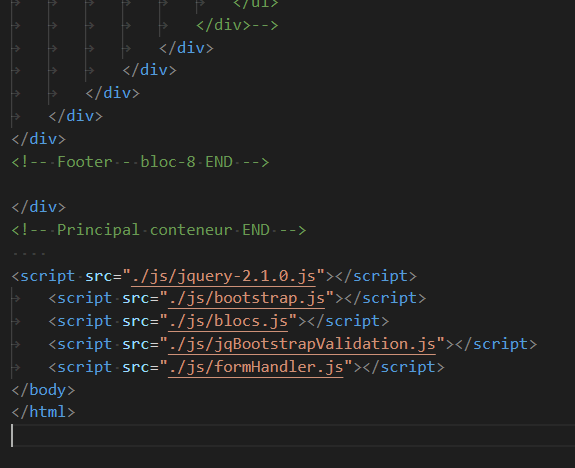 </ul>
</div>-->
</div>
</div>
</div>
</div>
</div>
<!-- Footer - bloc-8 END -->
</div>
<!-- Principal conteneur END -->
<script src="./js/jquery-2.1.0.js"></script>
<script src="./js/bootstrap.js"></script>
<script src="./js/blocs.js"></script>
<script src="./js/jqBootstrapValidation.js"></script>
<script src="./js/formHandler.js"></script>
</body>
</html>